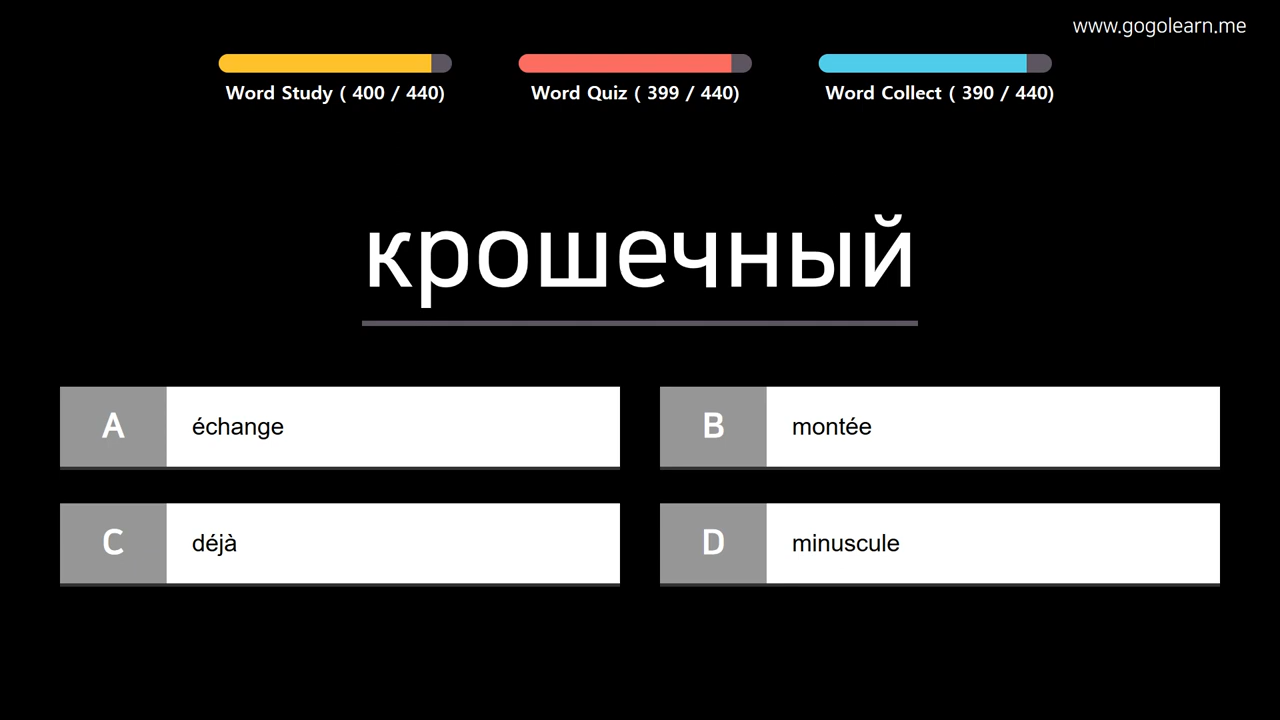 www.gogolearn.me
Word Study ( 400 / 440)
Word Quiz ( 399 / 440)
Word Collect ( 390 / 440)
крошечный
A échange
B montée
C déjà
D minuscule